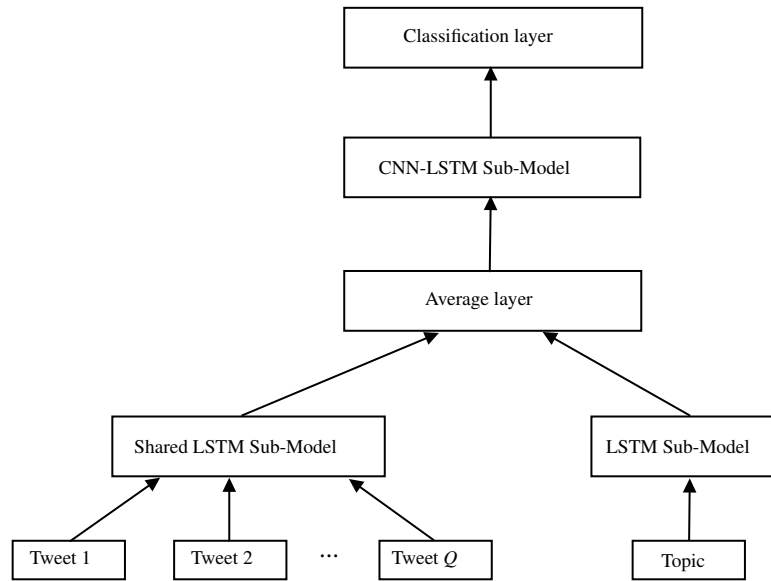 Classification layer
CNN-LSTM Sub-Model
Average layer
Shared LSTM Sub-Model
LSTM Sub-Model
Tweet 1
Tweet 2
...
Tweet Q
Topic